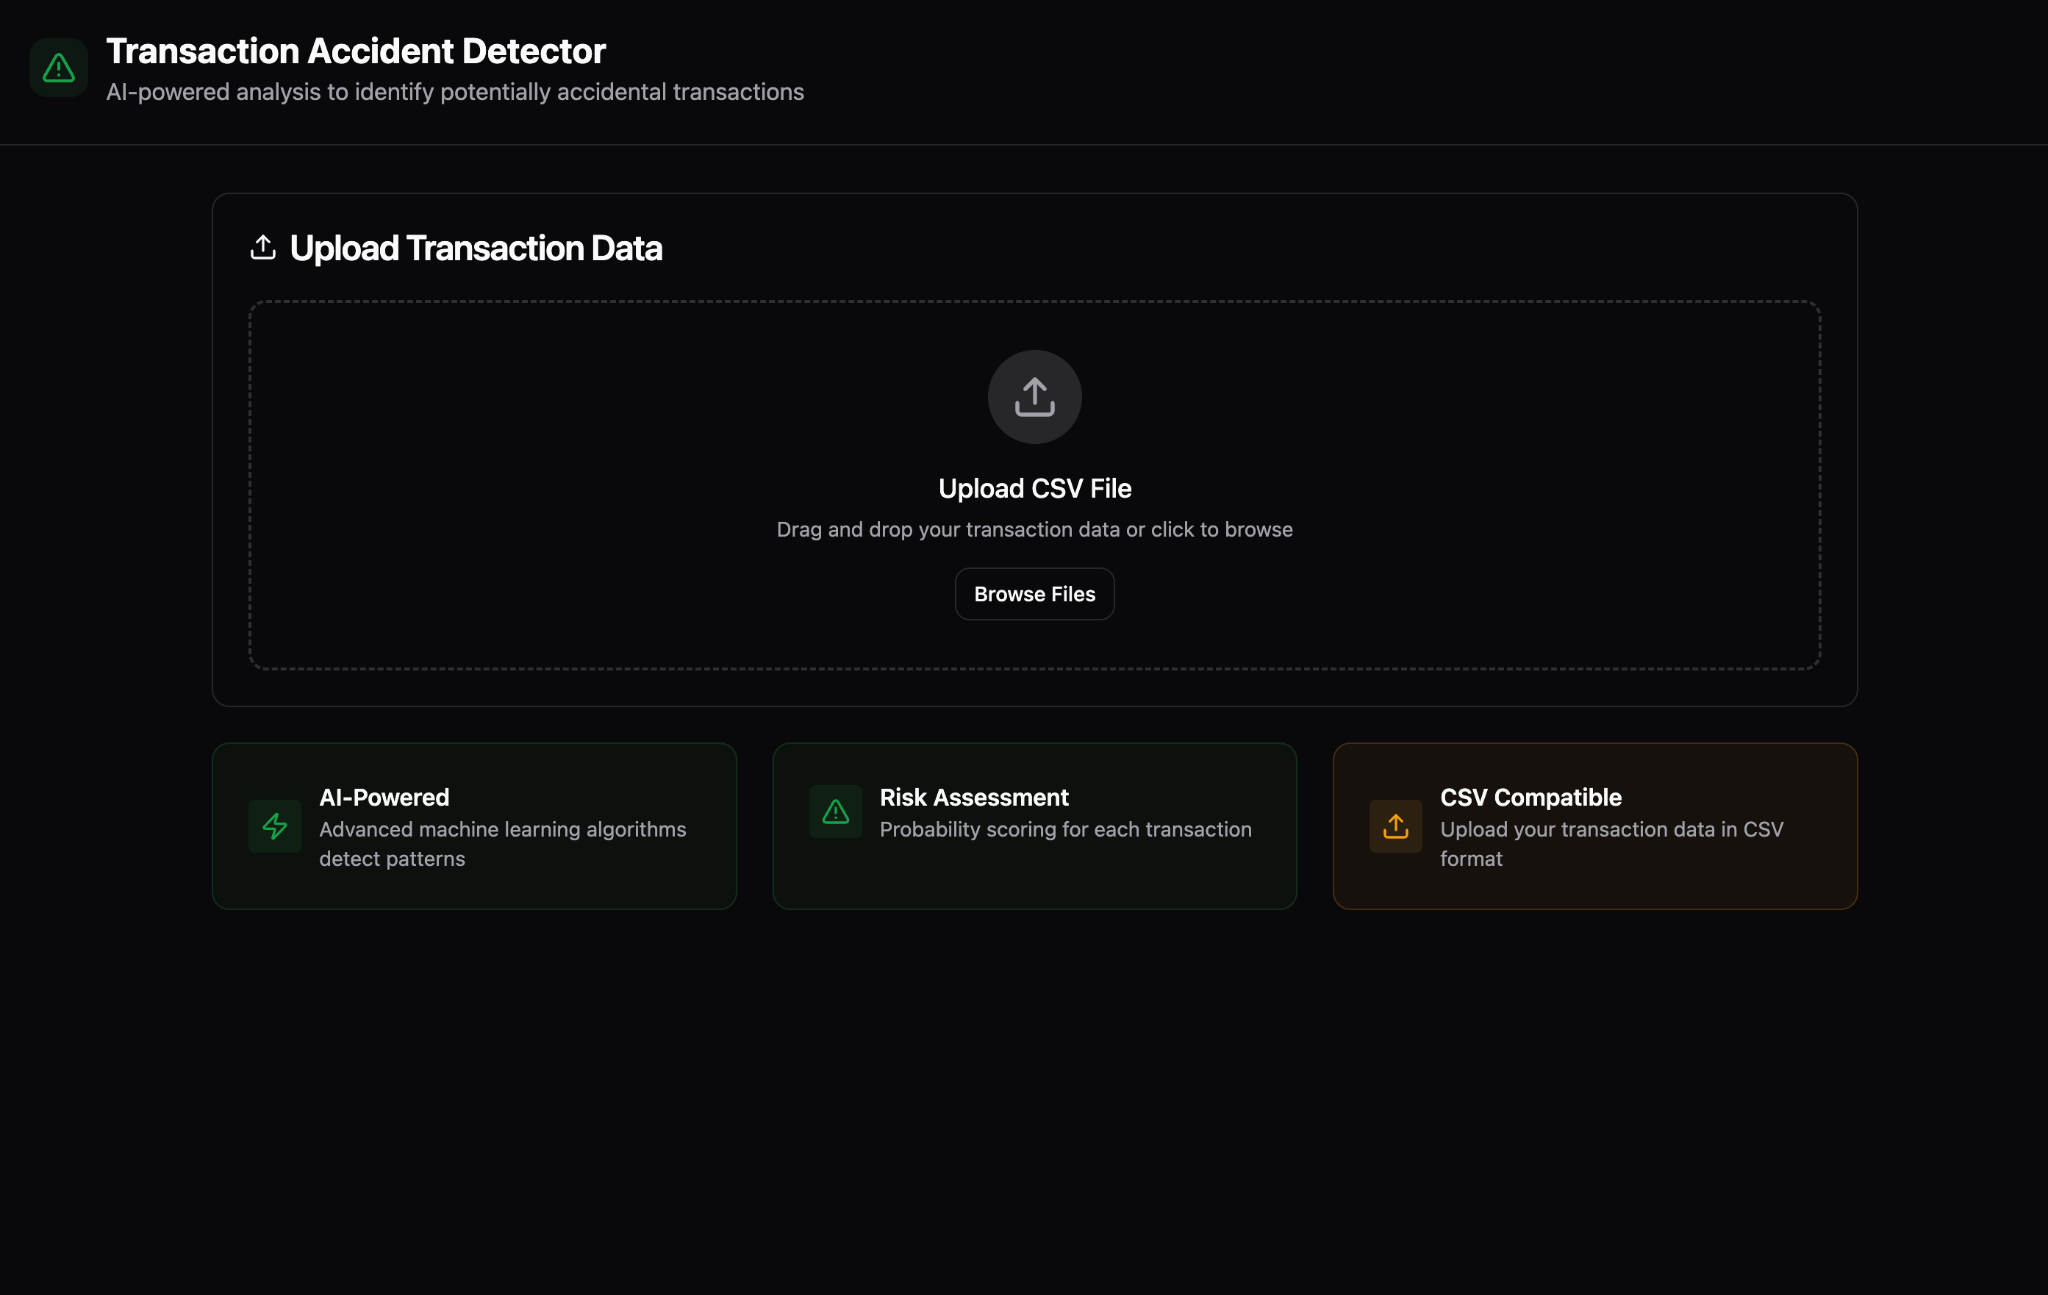 Transaction Accident Detector
AI-powered analysis to identify potentially accidental transactions
Upload Transaction Data
Upload CSV File
Drag and drop your transaction data or click to browse
Browse Files
AI-Powered
Advanced machine learning algorithms
detect patterns
Risk Assessment
Probability scoring for each transaction
CSV Compatible
Upload your transaction data in CSV
format